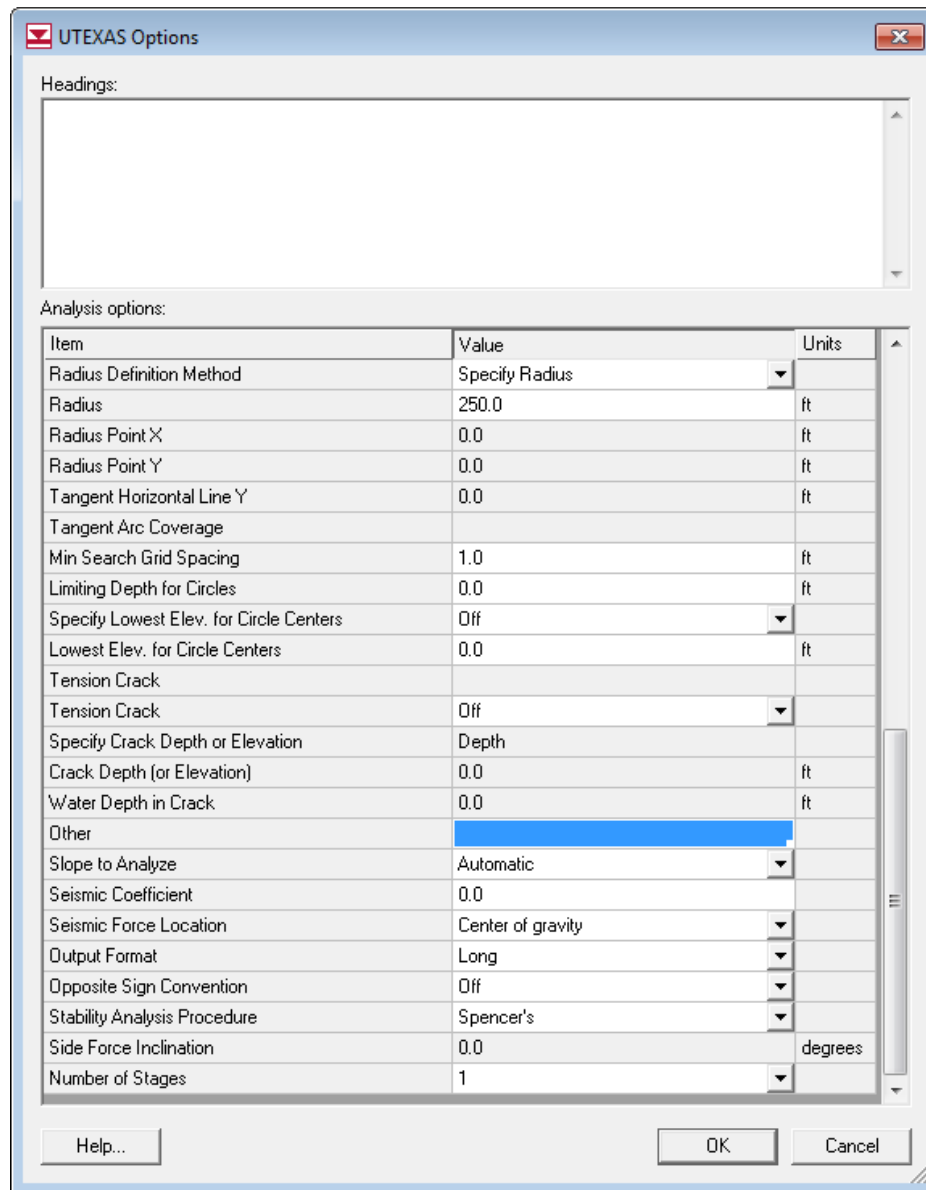 UTEXAS Options
Headings:
Analysis options:
Item Value Units
Radius Definition Method Specify Radius
Radius 250.0 ft
Radius Point X 0.0 ft
Radius Point Y 0.0 ft
Tangent Horizontal Line Y 0.0 ft
Tangent Arc Coverage
Min Search Grid Spacing 1.0 ft
Limiting Depth for Circles 0.0 ft
Specify Lowest Elev. for Circle Centers Off
Lowest Elev. for Circle Centers 0.0 ft
Tension Crack
Tension Crack Off
Specify Crack Depth or Elevation Depth
Crack Depth (or Elevation) 0.0 ft
Water Depth in Crack 0.0 ft
Other
Slope to Analyze Automatic
Seismic Coefficient 0.0
Seismic Force Location Center of gravity
Output Format Long
Opposite Sign Convention Off
Stability Analysis Procedure Spencer's
Side Force Inclination 0.0 degrees
Number of Stages 1
Help... OK Cancel